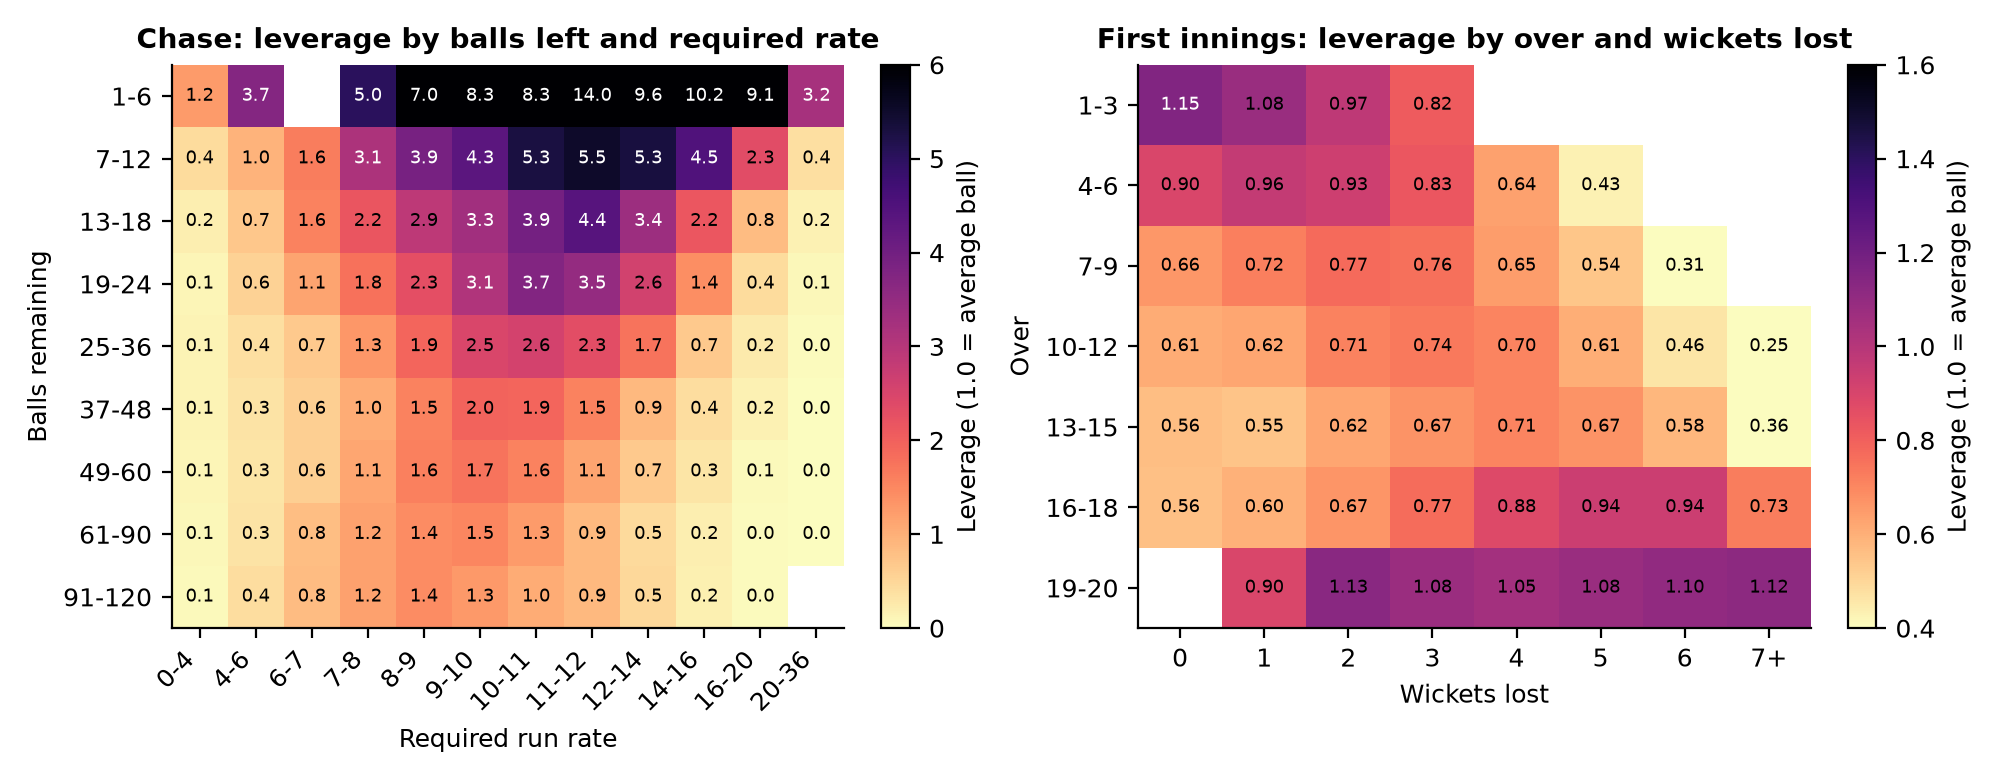 Chase: leverage by balls left and required rate
Balls remaining
1-6 1.2 3.7 5.0 7.0 8.3 8.3 14.0 9.6 10.2 9.1 3.2
7-12 0.4 1.0 1.6 3.1 3.9 4.3 5.3 5.5 5.3 4.5 2.3 0.4
13-18 0.2 0.7 1.6 2.2 2.9 3.3 3.9 4.4 3.4 2.2 0.8 0.2
19-24 0.1 0.6 1.1 1.8 2.3 3.1 3.7 3.5 2.6 1.4 0.4 0.1
25-36 0.1 0.4 0.7 1.3 1.9 2.5 2.6 2.3 1.7 0.7 0.2 0.0
37-48 0.1 0.3 0.6 1.0 1.5 2.0 1.9 1.5 0.9 0.4 0.2 0.0
49-60 0.1 0.3 0.6 1.1 1.6 1.7 1.6 1.1 0.7 0.3 0.1 0.0
61-90 0.1 0.3 0.8 1.2 1.4 1.5 1.3 0.9 0.5 0.2 0.0 0.0
91-120 0.1 0.4 0.8 1.2 1.4 1.3 1.0 0.9 0.5 0.2 0.0
0-4 4-6 6-7 7-8 8-9 9-10 10-11 11-12 12-14 14-16 16-20 20-36
Required run rate
6
5
4
3
2
1
0
Leverage (1.0 = average ball)
First innings: leverage by over and wickets lost
Over
1-3 1.15 1.08 0.97 0.82
4-6 0.90 0.96 0.93 0.83 0.64 0.43
7-9 0.66 0.72 0.77 0.76 0.65 0.54 0.31
10-12 0.61 0.62 0.71 0.74 0.70 0.61 0.46 0.25
13-15 0.56 0.55 0.62 0.67 0.71 0.67 0.58 0.36
16-18 0.56 0.60 0.67 0.77 0.88 0.94 0.94 0.73
19-20 0.90 1.13 1.08 1.05 1.08 1.10 1.12
0 1 2 3 4 5 6 7+
Wickets lost
1.6
1.4
1.2
1.0
0.8
0.6
0.4
Leverage (1.0 = average ball)